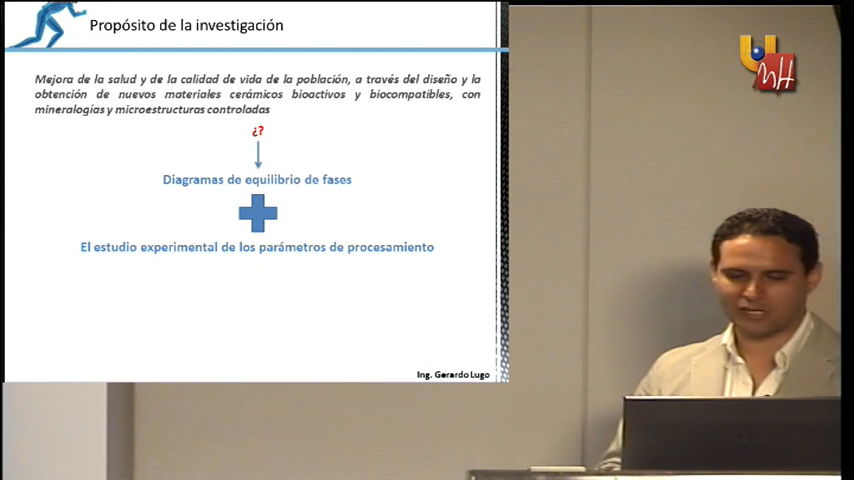 Propósito de la investigación
Mejora de la salud y de la calidad de vida de la población, a través del diseño y la
obtención de nuevos materiales cerámicos bioactivos y biocompatibles, con
mineralogías y microestructuras controladas
¿?
Diagramas de equilibrio de fases
El estudio experimental de los parámetros de procesamiento
Ing. Gerardo Lugo
U
MH